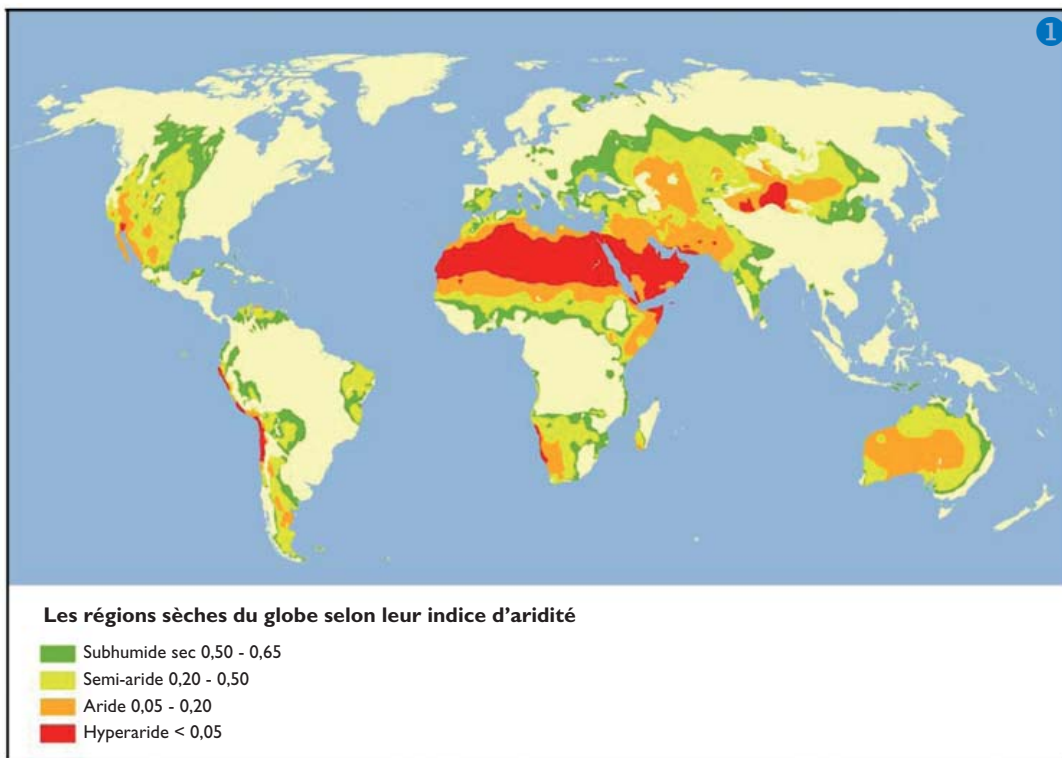 1
Les régions sèches du globe selon leur indice d'aridité
Subhumide sec 0,50 - 0,65
Semi-aride 0,20 - 0,50
Aride 0,05 - 0,20
Hyperaride < 0,05